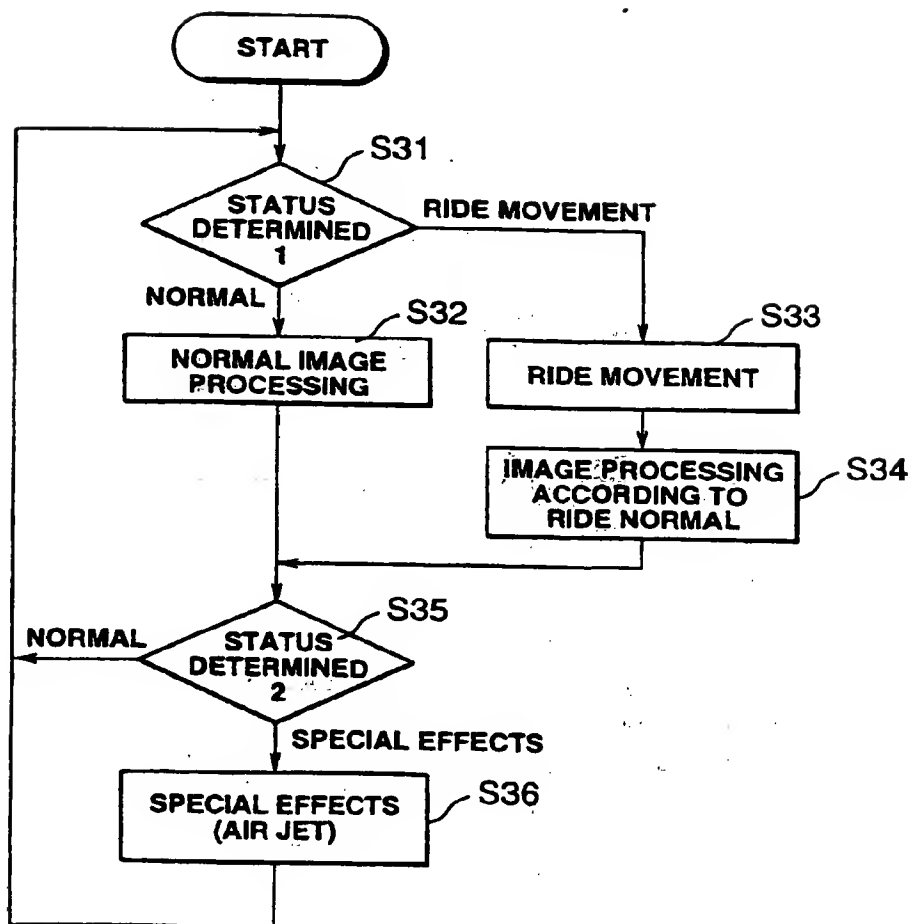 START
S31
STATUS
DETERMINED
1
RIDE MOVEMENT
NORMAL
S32
NORMAL IMAGE
PROCESSING
S33
RIDE MOVEMENT
IMAGE PROCESSING
ACCORDING TO
RIDE NORMAL
S34
S35
STATUS
DETERMINED
2
NORMAL
SPECIAL EFFECTS
SPECIAL EFFECTS
(AIR JET)
S36